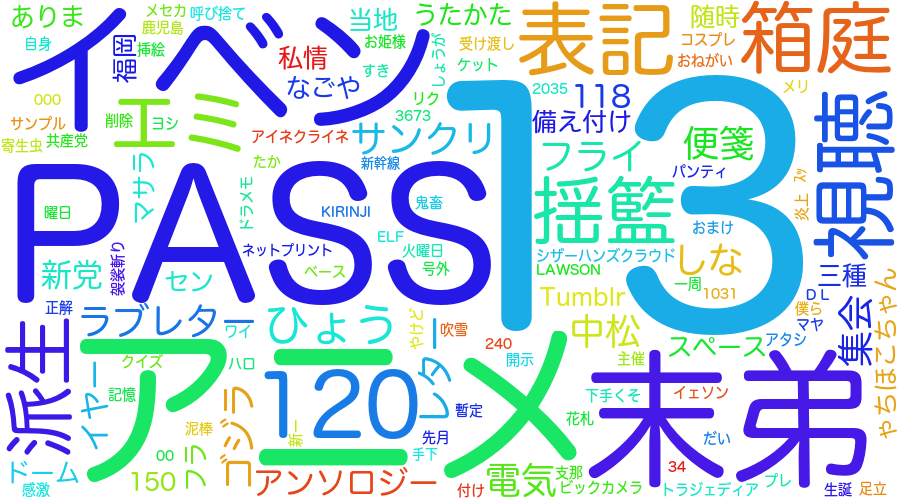 ありま
メセカ
呼び捨て
鹿児島
自身
挿絵
福岡
イベン
私情
当地
お姫様
うたかた
受け渡し
しょうが
ケット
表記
随時
コスプレ
おねがい
箱庭
000
サンプル
エミ
削除
ヨシ
なごや
すき
リク
2035
3673
118
メリ
寄生虫
共産党
アイネクライネ
サンクリ
備え付け
視聴
マサラ
たか
新幹線
フライ
便箋
パンティ
ｽｯ
炎上
曜日
ドラメモ
PASS
KIRINJI
鬼畜
13
揺籃
おまけ
ELF
火曜日
袈裟斬り
ネットプリント
シザーハンズクラウド
しな
新党
セン
ベース
号外
LAWSON
一周
三種
正解
Tumblr
1031
ＤＬ
僕ら
ラブレター
ワイ
ひょう
やけど
吹雪
中松
マヤ
集会
派生
240
スペース
アタシ
やちほこちゃん
アニメ
クイズ
ハロ
開示
主催
イヤー
記憶
120
レター
下手くそ
イェソン
未弟
ゴジラ
泥棒
新一
暫定
花札
先月
だい
00
手下
34
ドーム
150
フラ
アンソロジー
電気
支那
プレ
感激
付け
ビックカメラ
トラジェディア
生誕
足立